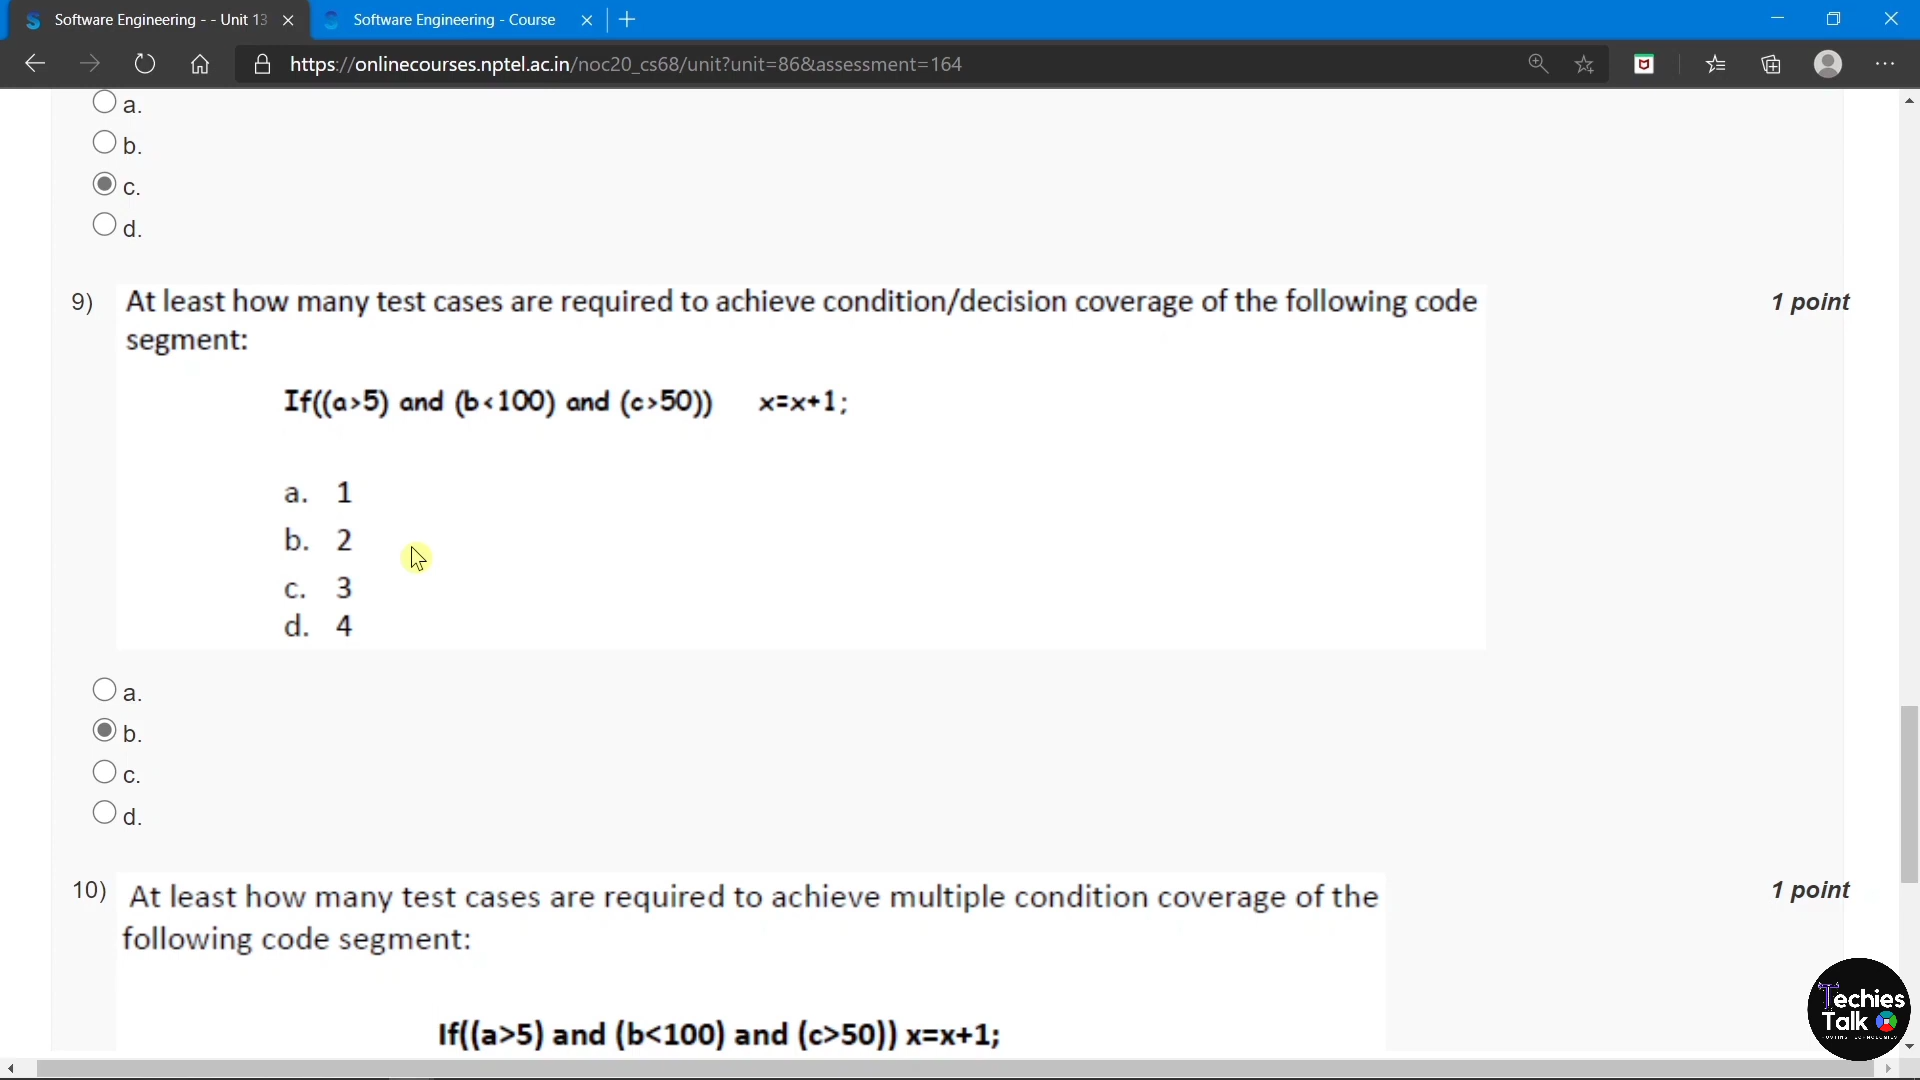 Software Engineering - - Unit 13
Software Engineering - Course
https://onlinecourses.nptel.ac.in/noc20_cs68/unit?unit=86&assessment=164
a.
b.
c.
d.
9) At least how many test cases are required to achieve condition/decision coverage of the following code 1 point
segment:
If((a>5) and (b<100) and (c>50)) x=x+1;
a. 1
b. 2
c. 3
d. 4
a.
b.
c.
d.
10) At least how many test cases are required to achieve multiple condition coverage of the 1 point
following code segment:
If((a>5) and (b<100) and (c>50)) x=x+1;
Techies
Talk